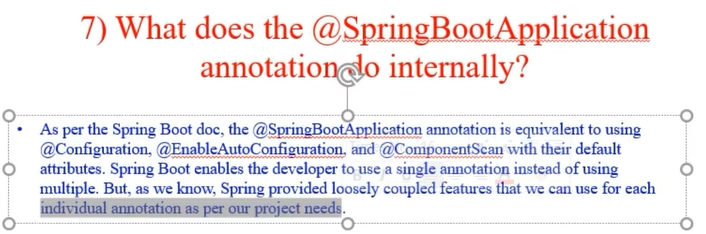 7) What does the @SpringBootApplication
annotation do internally?
• As per the Spring Boot doc, the @SpringBootApplication annotation is equivalent to using
@Configuration, @EnableAutoConfiguration, and @ComponentScan with their default
attributes. Spring Boot enables the developer to use a single annotation instead of using
multiple. But, as we know, Spring provided loosely coupled features that we can use for each
individual annotation as per our project needs.